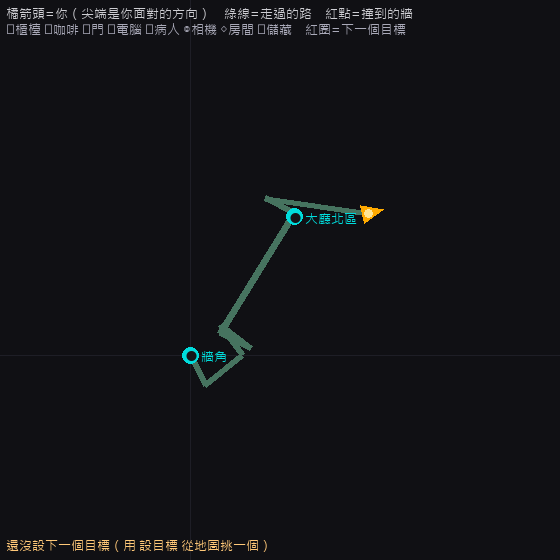 橘箭頭=你（尖端是你面對的方向） 綠線=走過的路 紅點=撞到的牆
櫃檯 咖啡 門 電腦 病人 ◉相機 ◇房間 儲藏 紅圈=下一個目標
大廳北區
牆角
還沒設下一個目標（用 設目標 從地圖挑一個）